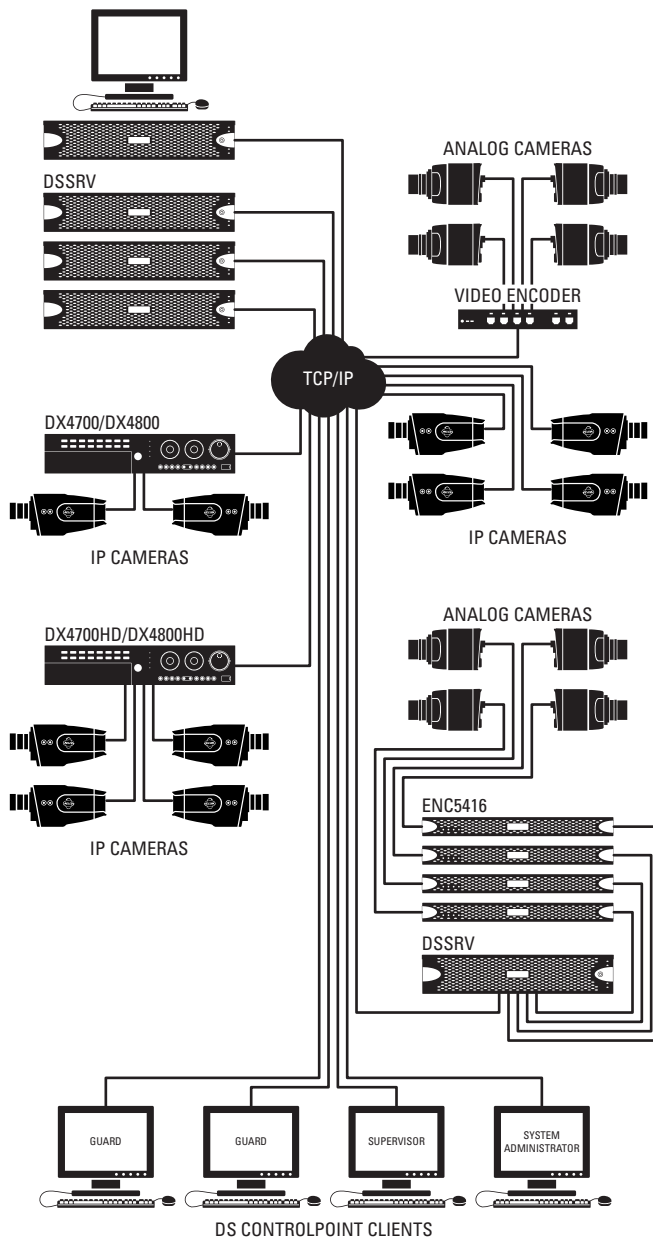 DSSRV
ANALOG CAMERAS
VIDEO ENCODER
TCP/IP
DX4700/DX4800
IP CAMERAS
IP CAMERAS
DX4700HD/DX4800HD
IP CAMERAS
ANALOG CAMERAS
ENC5416
DSSRV
GUARD
GUARD
SUPERVISOR
SYSTEM
ADMINISTRATOR
DS CONTROLPOINT CLIENTS